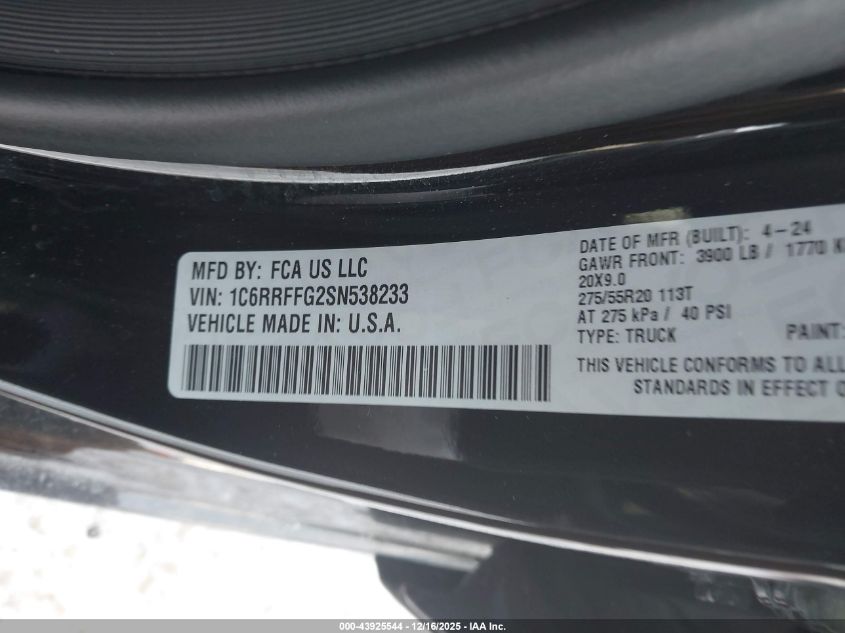 MFD BY: FCA US LLC
VIN: 1C6RRFFG2SN538233
VEHICLE MADE IN: U.S.A.
DATE OF MFR (BUILT): 4-24
GAWR FRONT: 3900 LB / 1770
20X9.0
275/55R20 113T
AT 275 kPa / 40 PSI
TYPE: TRUCK PAINT:
THIS VEHICLE CONFORMS TO ALL
STANDARDS IN EFFECT
000-43925544 - 12/16/2025 - IAA Inc.